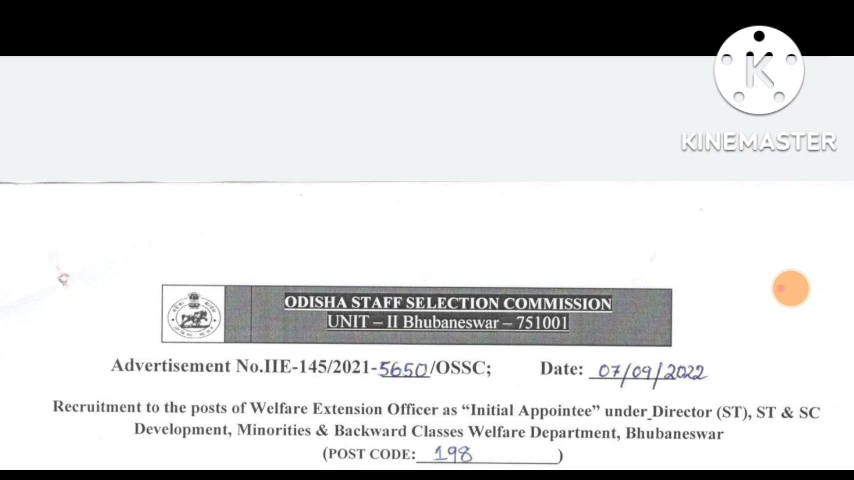 K
KINEMASTER
ODISHA STAFF SELECTION COMMISSION
UNIT – II Bhubaneswar – 751001
Advertisement No.IIE-145/2021-5650/OSSC; Date: 07/09/2022
Recruitment to the posts of Welfare Extension Officer as “Initial Appointee” under Director (ST), ST & SC
Development, Minorities & Backward Classes Welfare Department, Bhubaneswar
(POST CODE: 198)